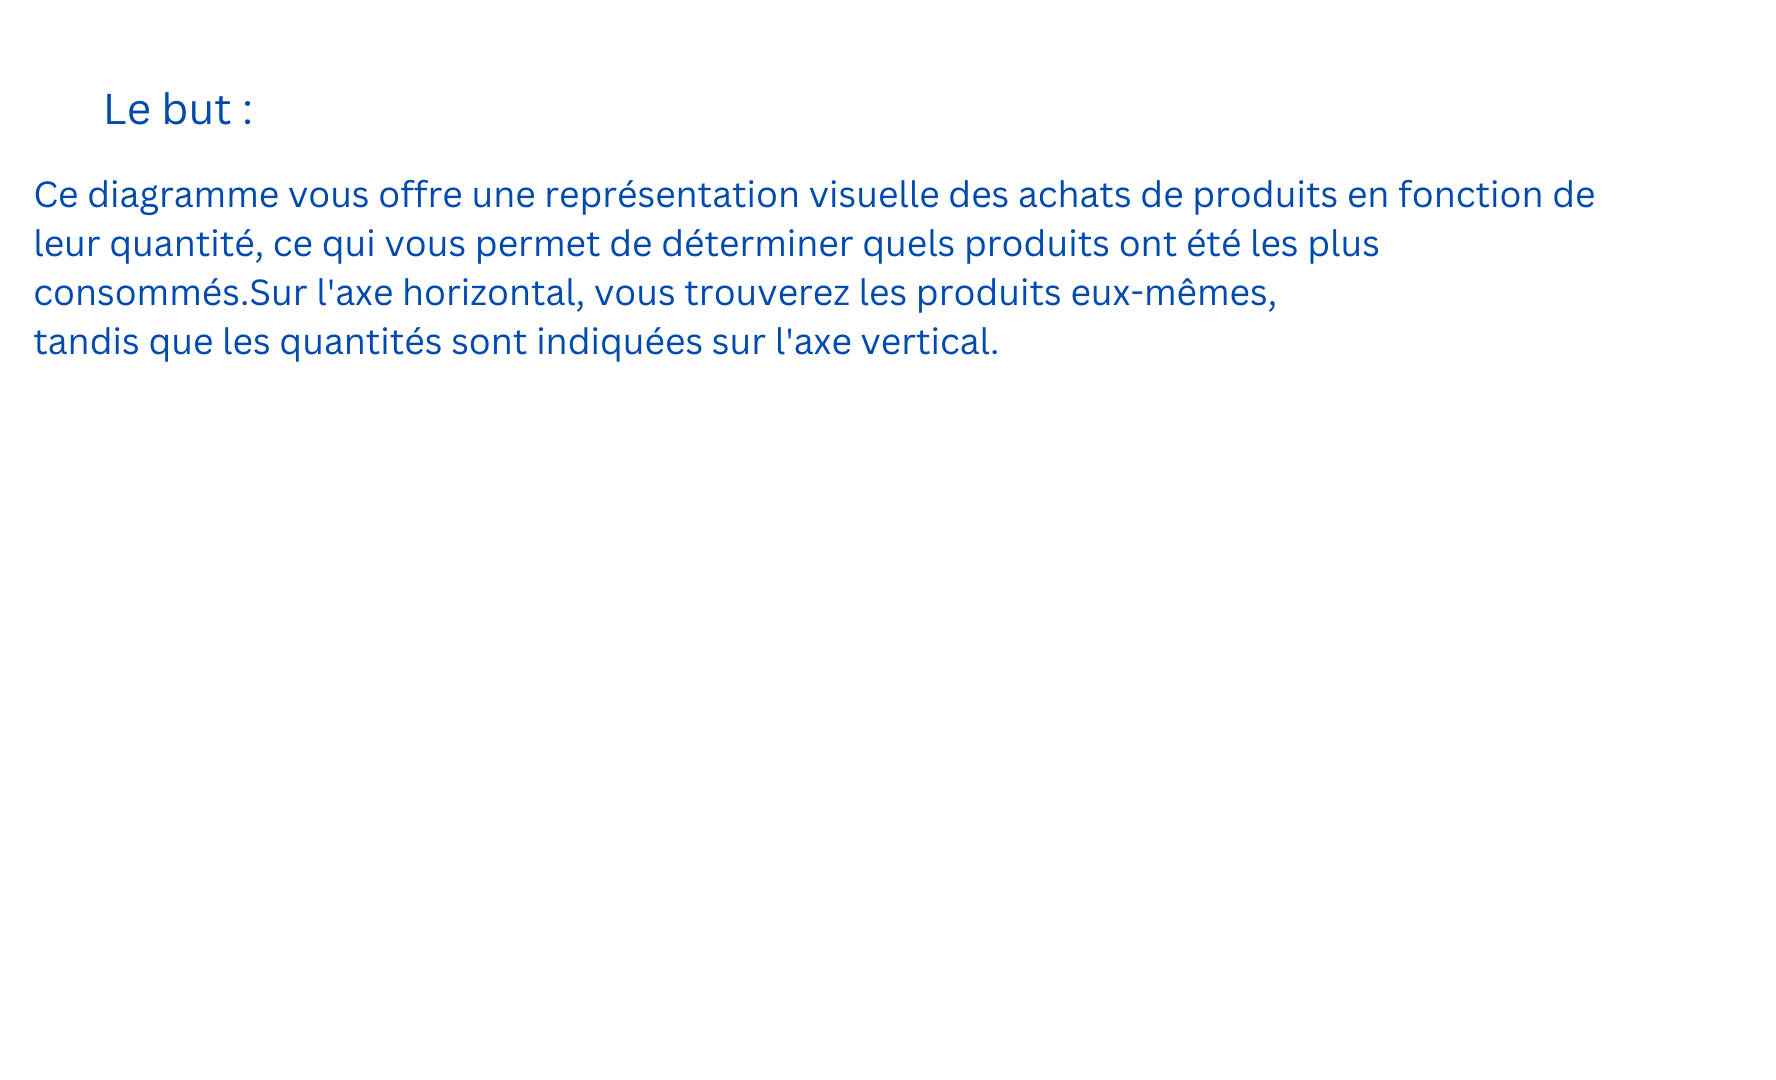 Le but :
Ce diagramme vous offre une représentation visuelle des achats de produits en fonction de
leur quantité, ce qui vous permet de déterminer quels produits ont été les plus
consommés.Sur l'axe horizontal, vous trouverez les produits eux-mêmes,
tandis que les quantités sont indiquées sur l'axe vertical.